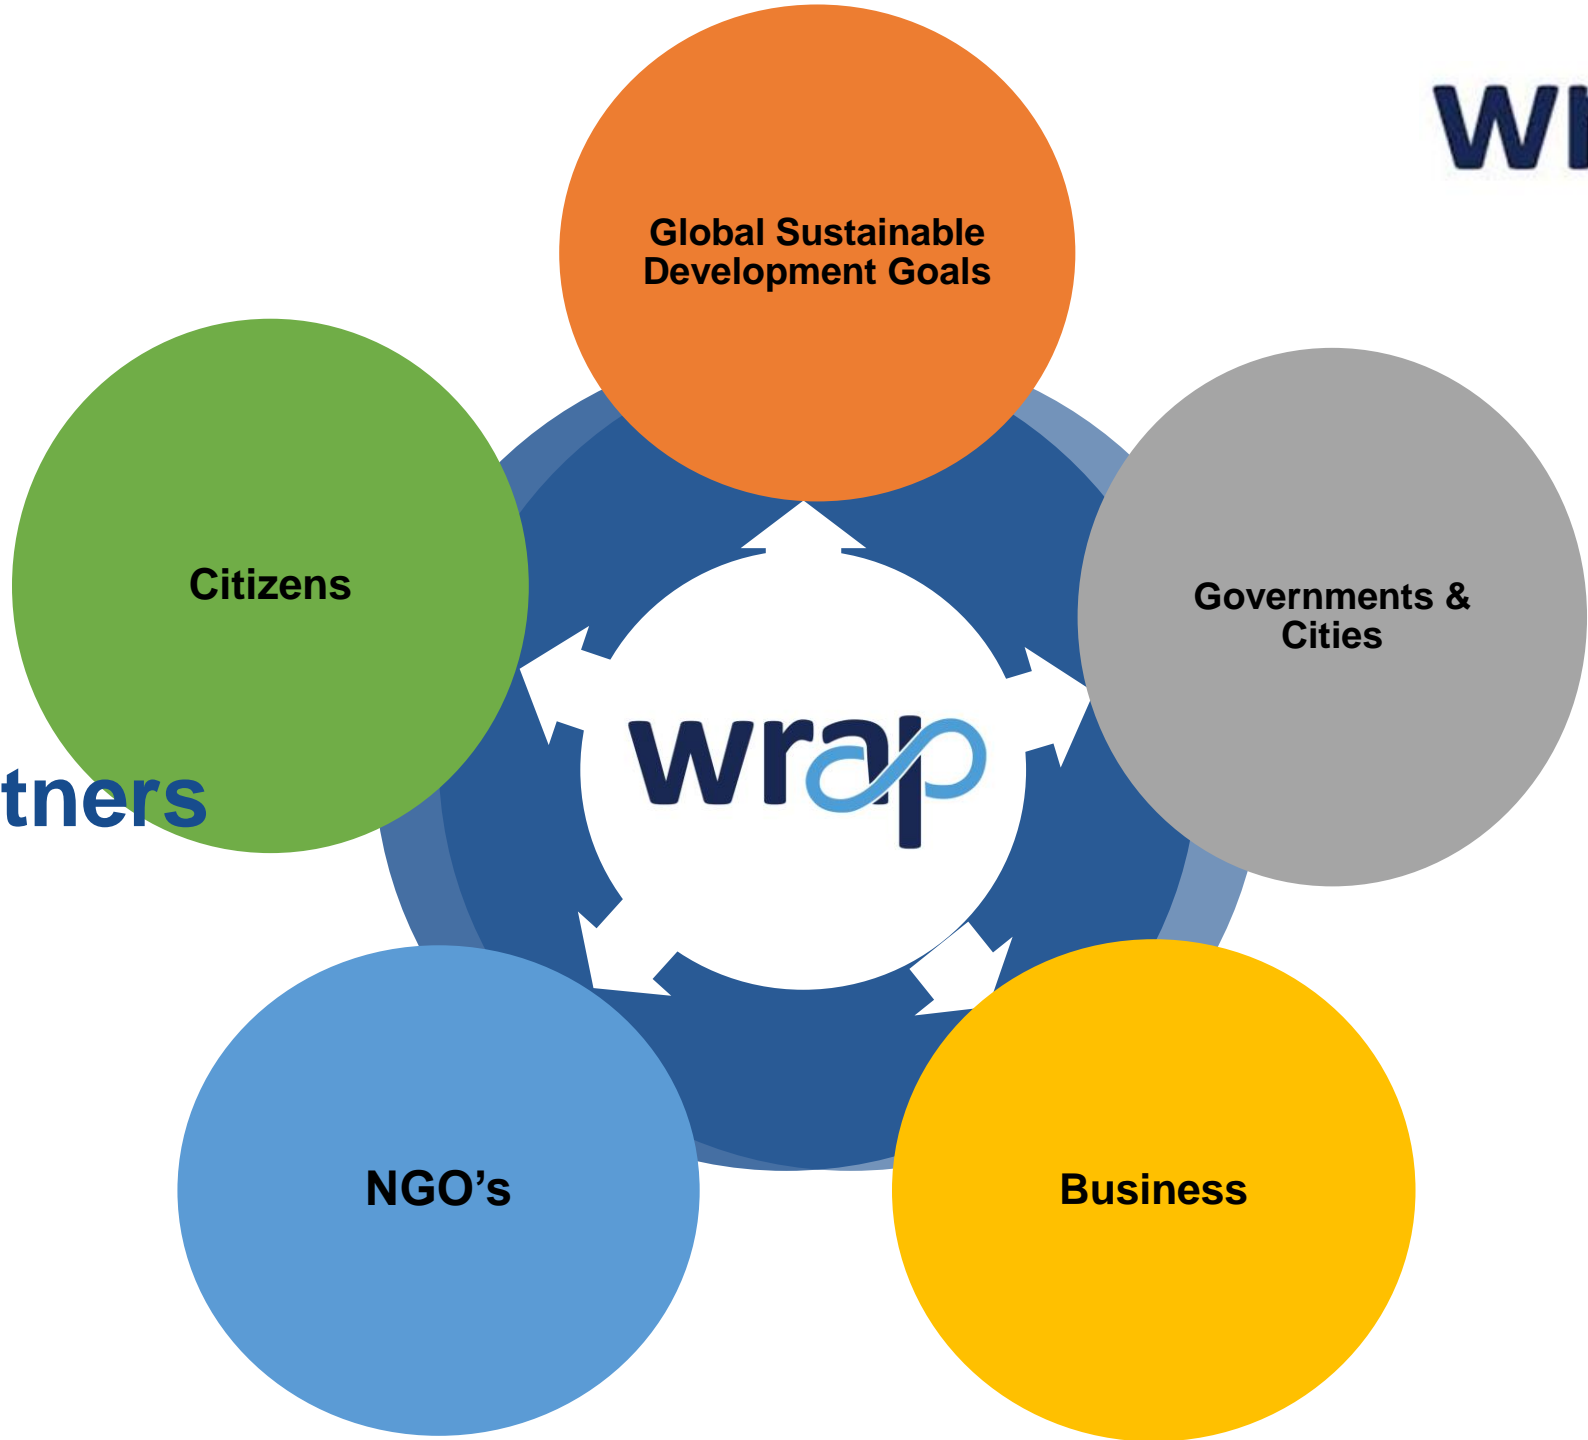 Global Sustainable
Development Goals
Citizens
Governments &
Cities
wrap
tners
NGO’s
Business